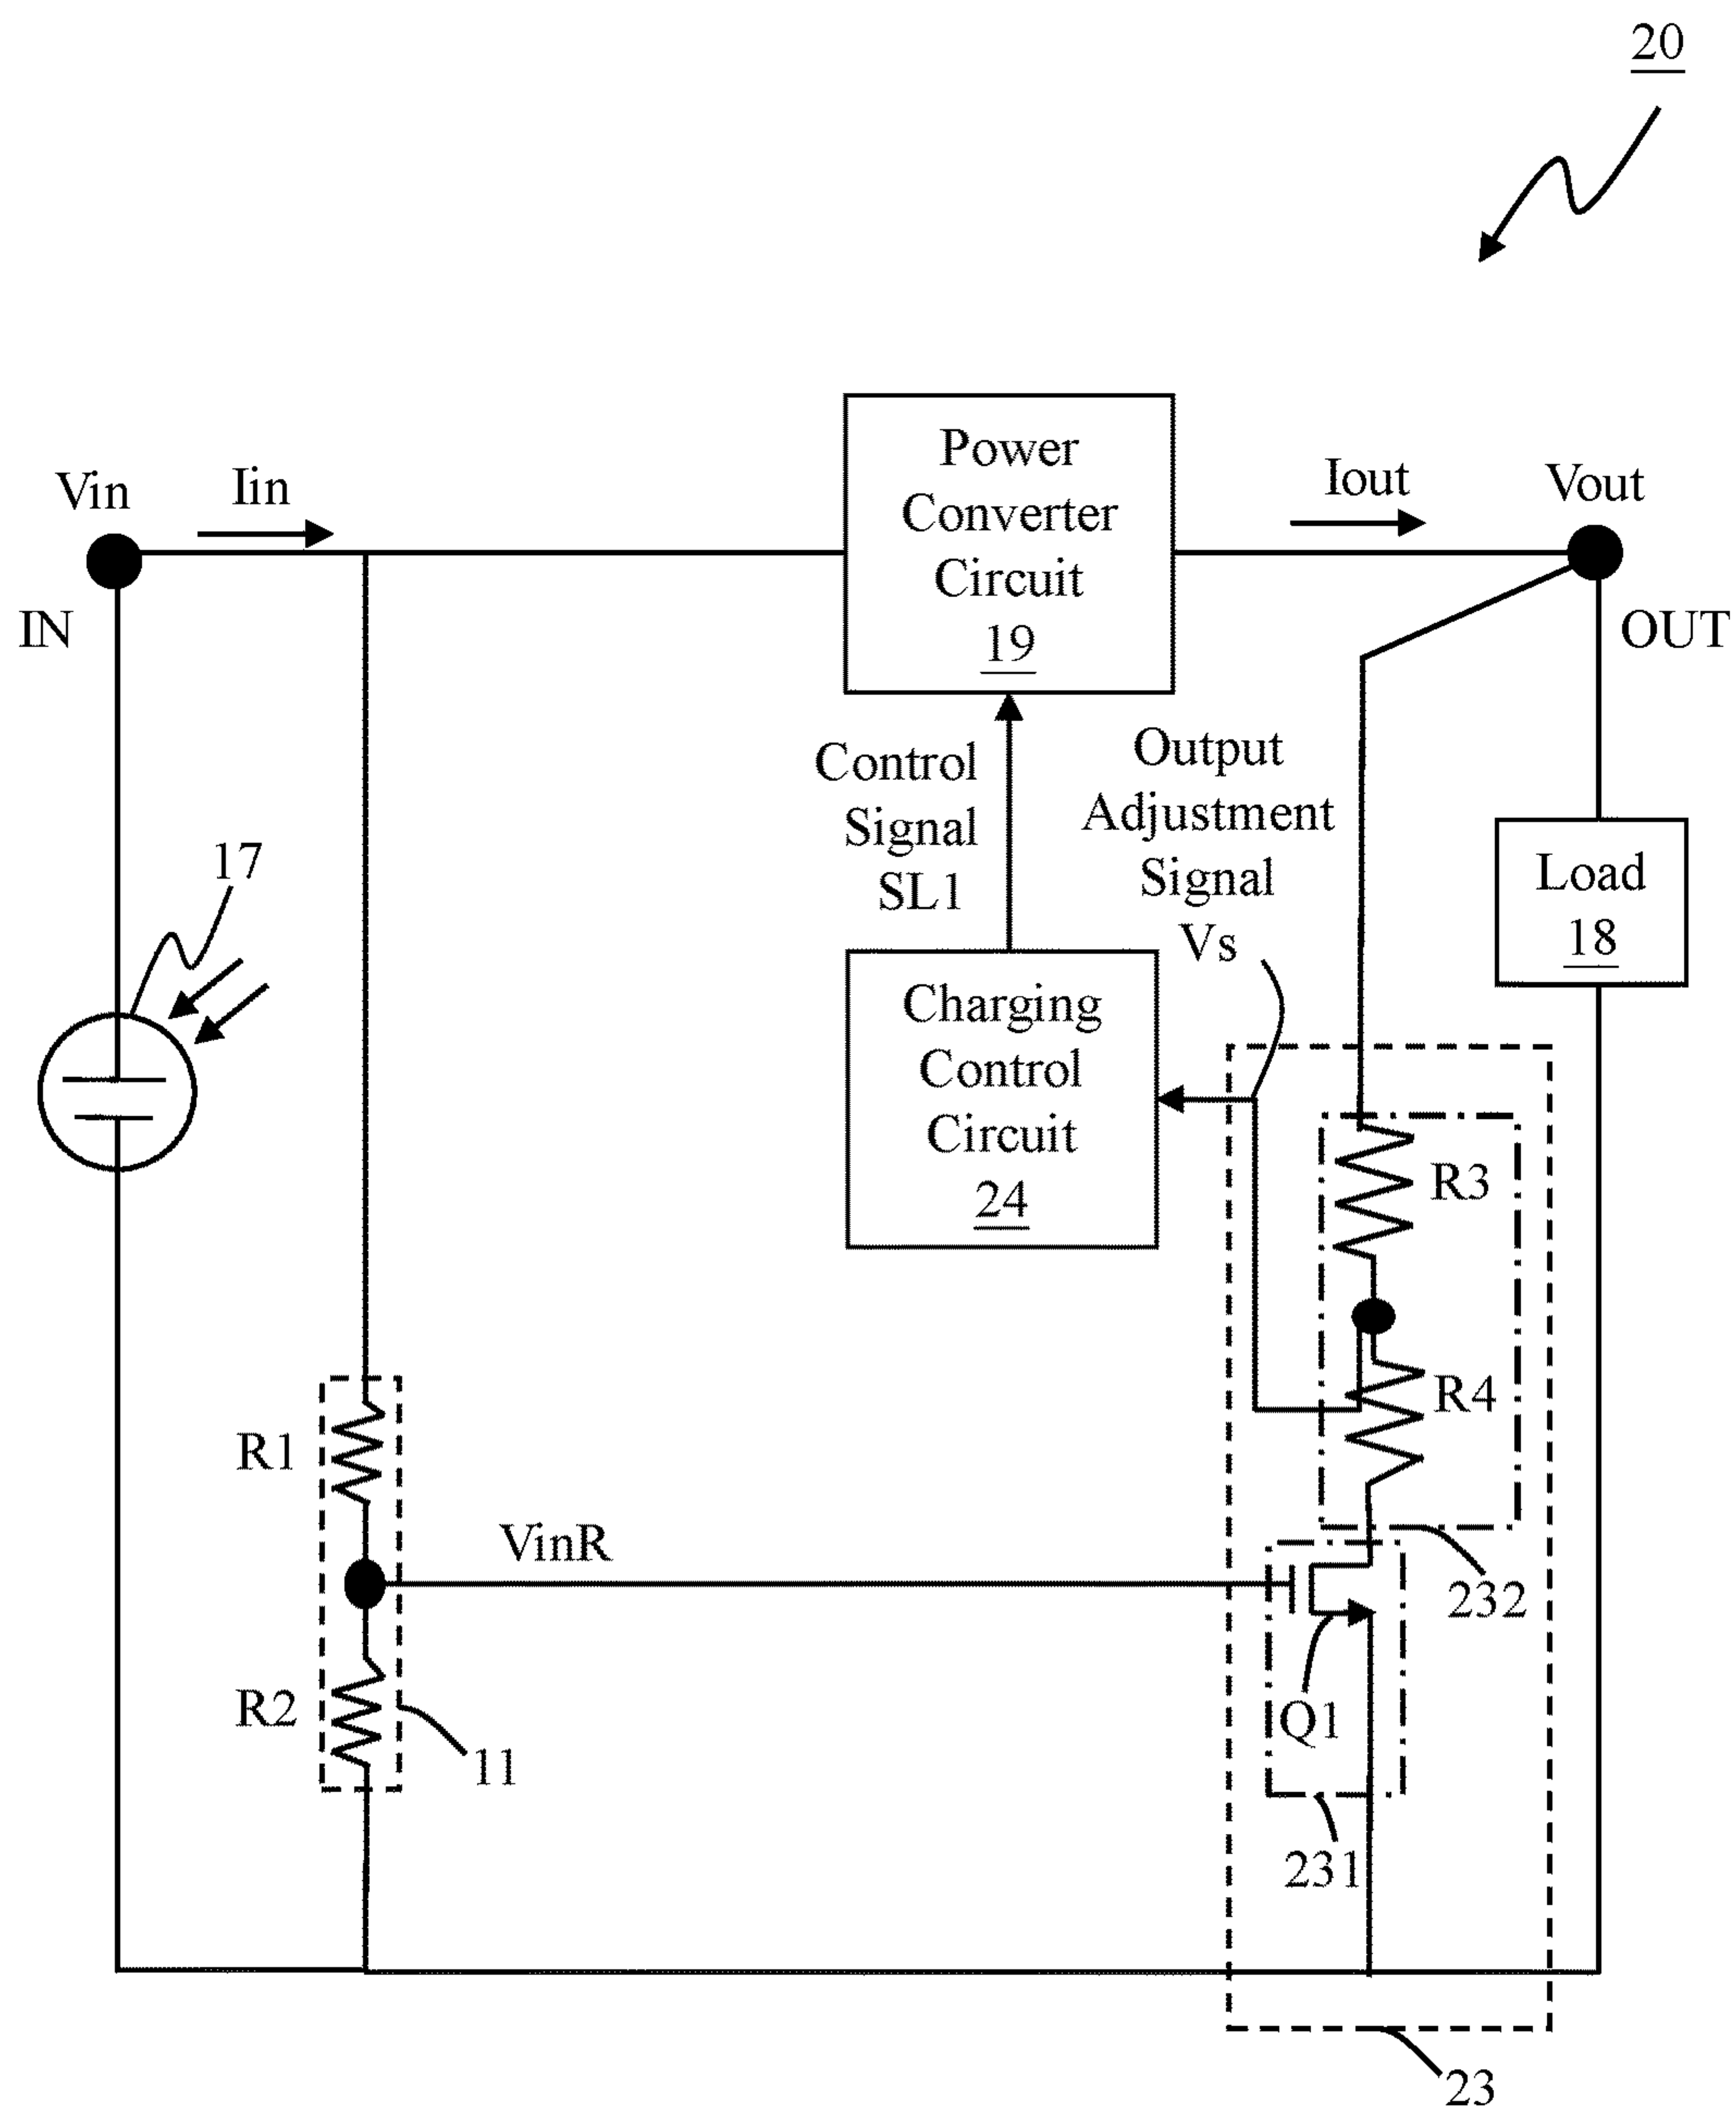 20
Vin
Iin
IN
Power
Converter
Circuit
19
Iout
Vout
OUT
Control
Signal
SL1
Output
Adjustment
Signal
Vs
Load
18
17
Charging
Control
Circuit
24
R3
R4
R1
VinR
232
R2
11
Q1
231
23